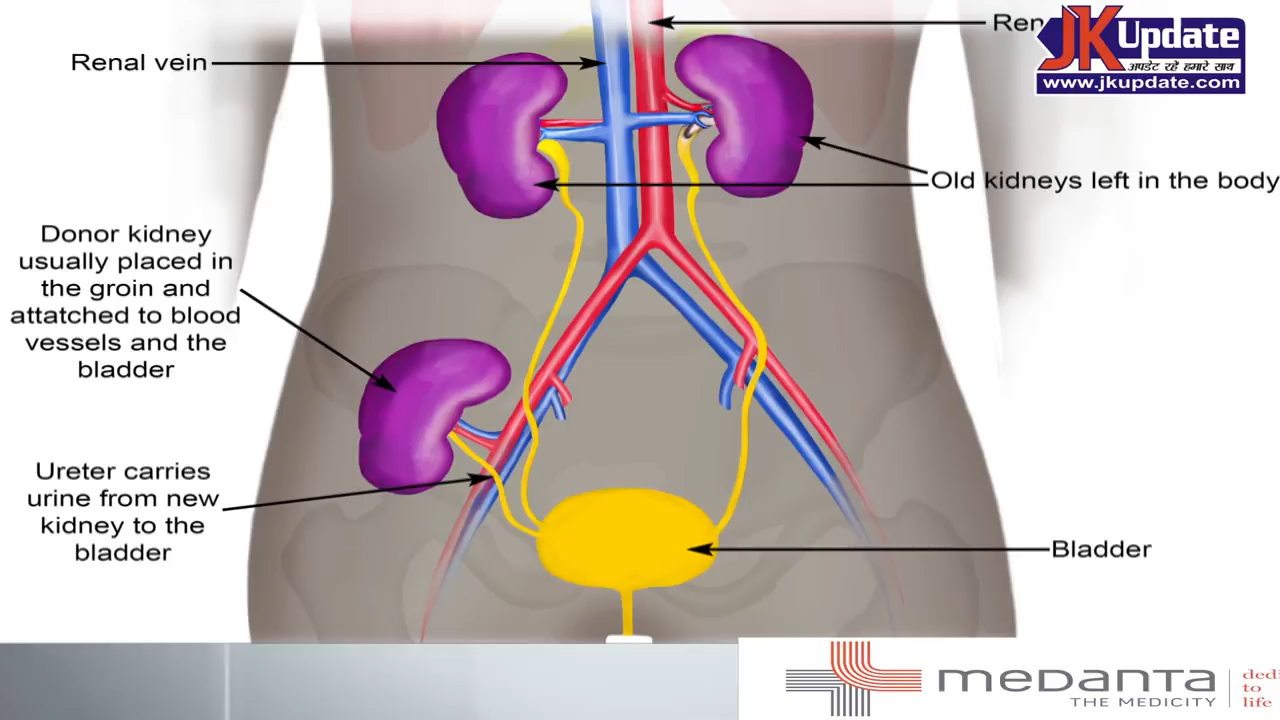 Renal vein
Ren
JK Update
अपडेट रहें हमारे साथ
www.jkupdate.com
Old kidneys left in the body
Donor kidney
usually placed in
the groin and
attatched to blood
vessels and the
bladder
Ureter carries
urine from new
kidney to the
bladder
Bladder
medanta
THE MEDICITY
dedi
to
life